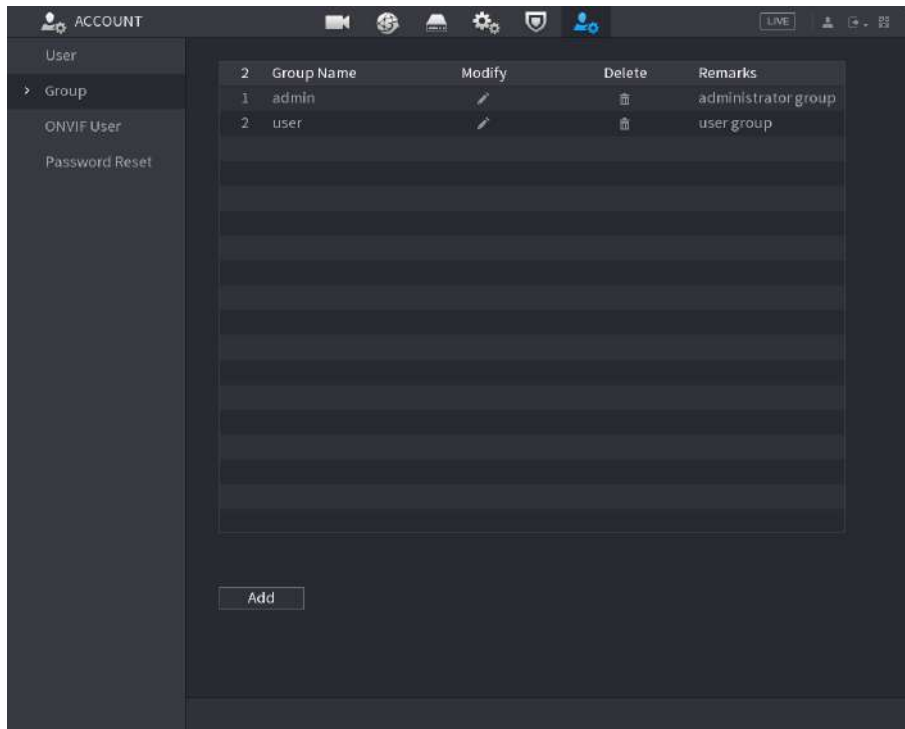 ACCOUNT LIVE
User
Group
ONVIF User
Password Reset
2 Group Name Modify Delete Remarks
1 admin administrator group
2 user user group
Add